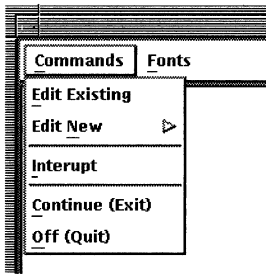 Commands Fonts
Edit Existing
Edit New
Interupt
Continue (Exit)
Off (Quit)